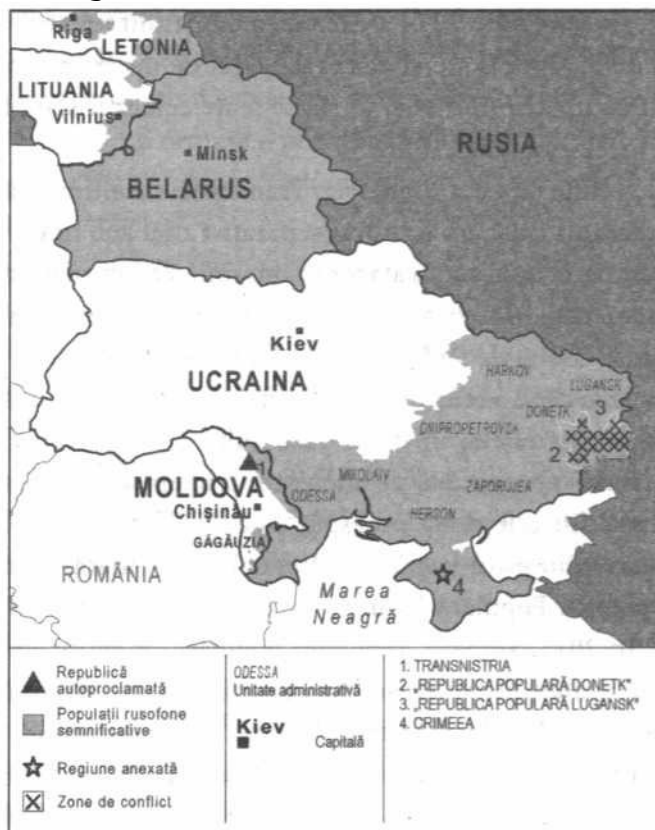 Riga
LETONIA
LITUANIA
Vilnius
RUSIA
Minsk
BELARUS
Kiev
UCRAINA
HARKOV
LUGANSK
DONETK
3
DNIPROPETROVSK
2
1
MOLDOVA
MIKOLAIV
ZAPORUJEA
ODESSA
Chișinău
HERSON
GĂGĂUZIA
ROMÂNIA
4
Marea
Neagră
Republică
autoproclamată
Populații rusofone
semnificative
Regiune anexată
Zone de conflict
ODESSA
Unitate administrativă
Kiev
Capitală
1. TRANSNISTRIA
2. „REPUBLICA POPULARĂ DONEȚK”
3. „REPUBLICA POPULARĂ LUGANSK”
4. CRIMEEA